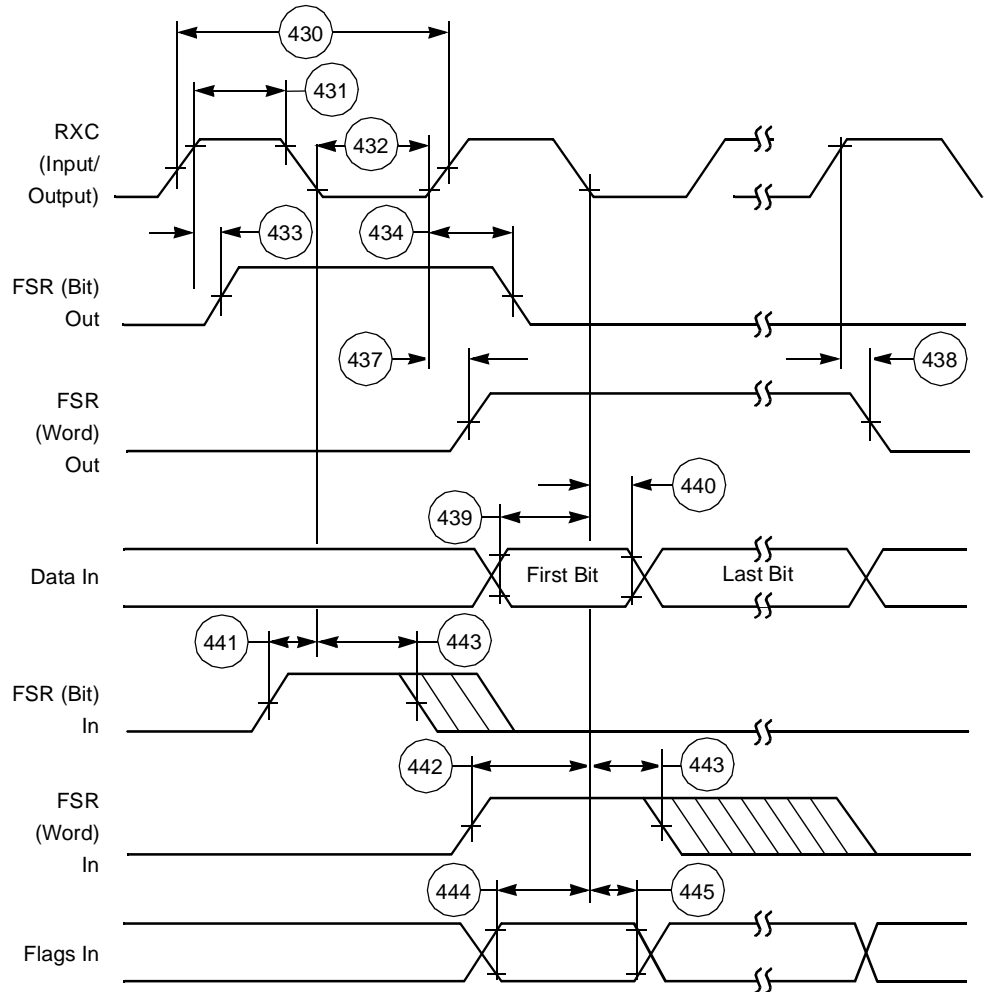 430
431
RXC
(Input/
Output)
432
433
434
FSR (Bit)
Out
437
438
FSR
(Word)
Out
440
439
Data In
First Bit
Last Bit
441
443
FSR (Bit)
In
442
443
FSR
(Word)
In
444
445
Flags In